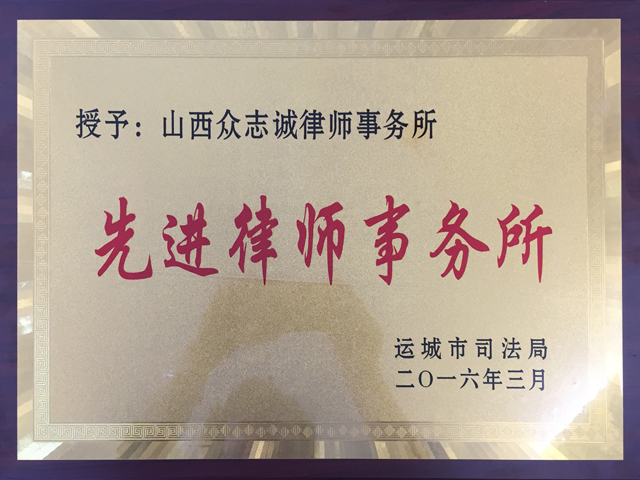 授予：山西众志诚律师事务所
先进律师事务所
运城市司法局
二〇一六年三月